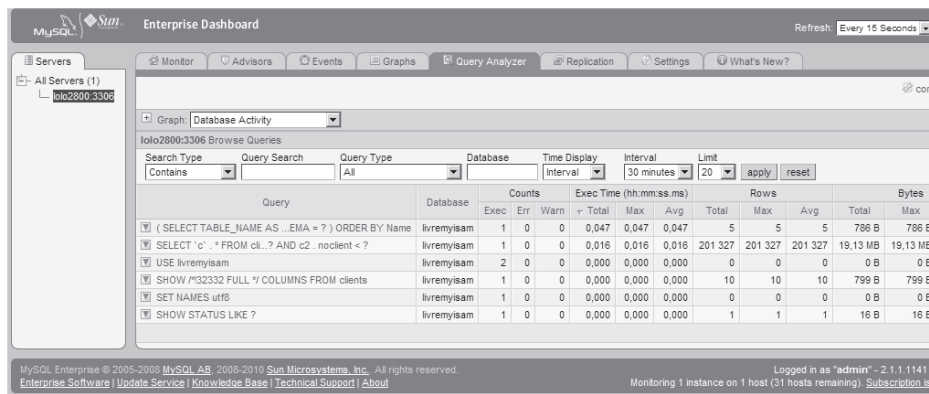 MySQL Sun Enterprise Dashboard Refresh: Every 15 Seconds
Servers
All Servers (1)
lolo2800:3306
Monitor Advisors Events Graphs Query Analyzer Replication Settings What's New?
Graph: Database Activity
lolo2800:3306 Browse Queries
Search Type Query Search Query Type Database Time Display Interval Limit
Contains All Interval 30 minutes 20 apply reset
Query Database Counts Exec Time (hh:mm:ss.ms) Rows Bytes
Exec Err Warn Total Max Avg Total Max Avg Total Max
( SELECT TABLE_NAME AS ...EMA = ? ) ORDER BY Name livremyisam 1 0 0 0,047 0,047 0,047 5 5 5 786 B 786 B
SELECT `c` . * FROM cli...? AND c2 . noclient < ? livremyisam 1 0 0 0,016 0,016 0,016 201 327 201 327 201 327 19,13 MB 19,13 MB
USE livremyisam livremyisam 2 0 0 0,000 0,000 0,000 0 0 0 0 B 0 B
SHOW /*!32332 FULL */ COLUMNS FROM clients livremyisam 1 0 0 0,000 0,000 0,000 10 10 10 799 B 799 B
SET NAMES utf8 livremyisam 1 0 0 0,000 0,000 0,000 0 0 0 0 B 0 B
SHOW STATUS LIKE ? livremyisam 1 0 0 0,000 0,000 0,000 1 1 1 16 B 16 B
MySQL Enterprise © 2005-2008 MySQL AB, 2008-2010 Sun Microsystems, Inc.. All rights reserved. Logged in as "admin" - 2.1.1.1141
Enterprise Software | Update Service | Knowledge Base | Technical Support | About Monitoring 1 instance on 1 host (31 hosts remaining). Subscription is